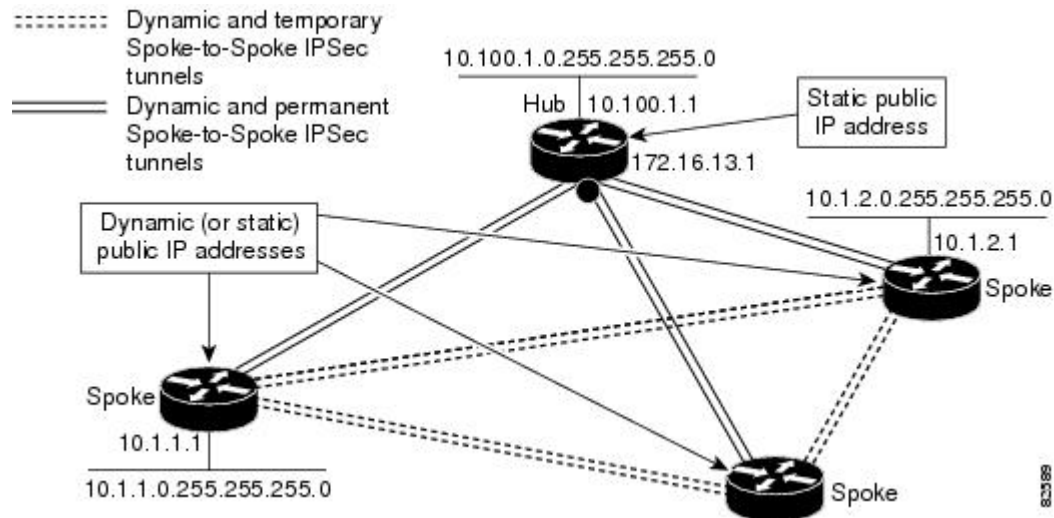 Dynamic and temporary
Spoke-to-Spoke IPSec
tunnels
Dynamic and permanent
Spoke-to-Spoke IPSec
tunnels
10.100.1.0.255.255.255.0
Hub
10.100.1.1
Static public
IP address
172.16.13.1
10.1.2.0.255.255.255.0
10.1.2.1
Dynamic (or static)
public IP addresses
Spoke
Spoke
10.1.1.1
10.1.1.0.255.255.255.0
Spoke
82589